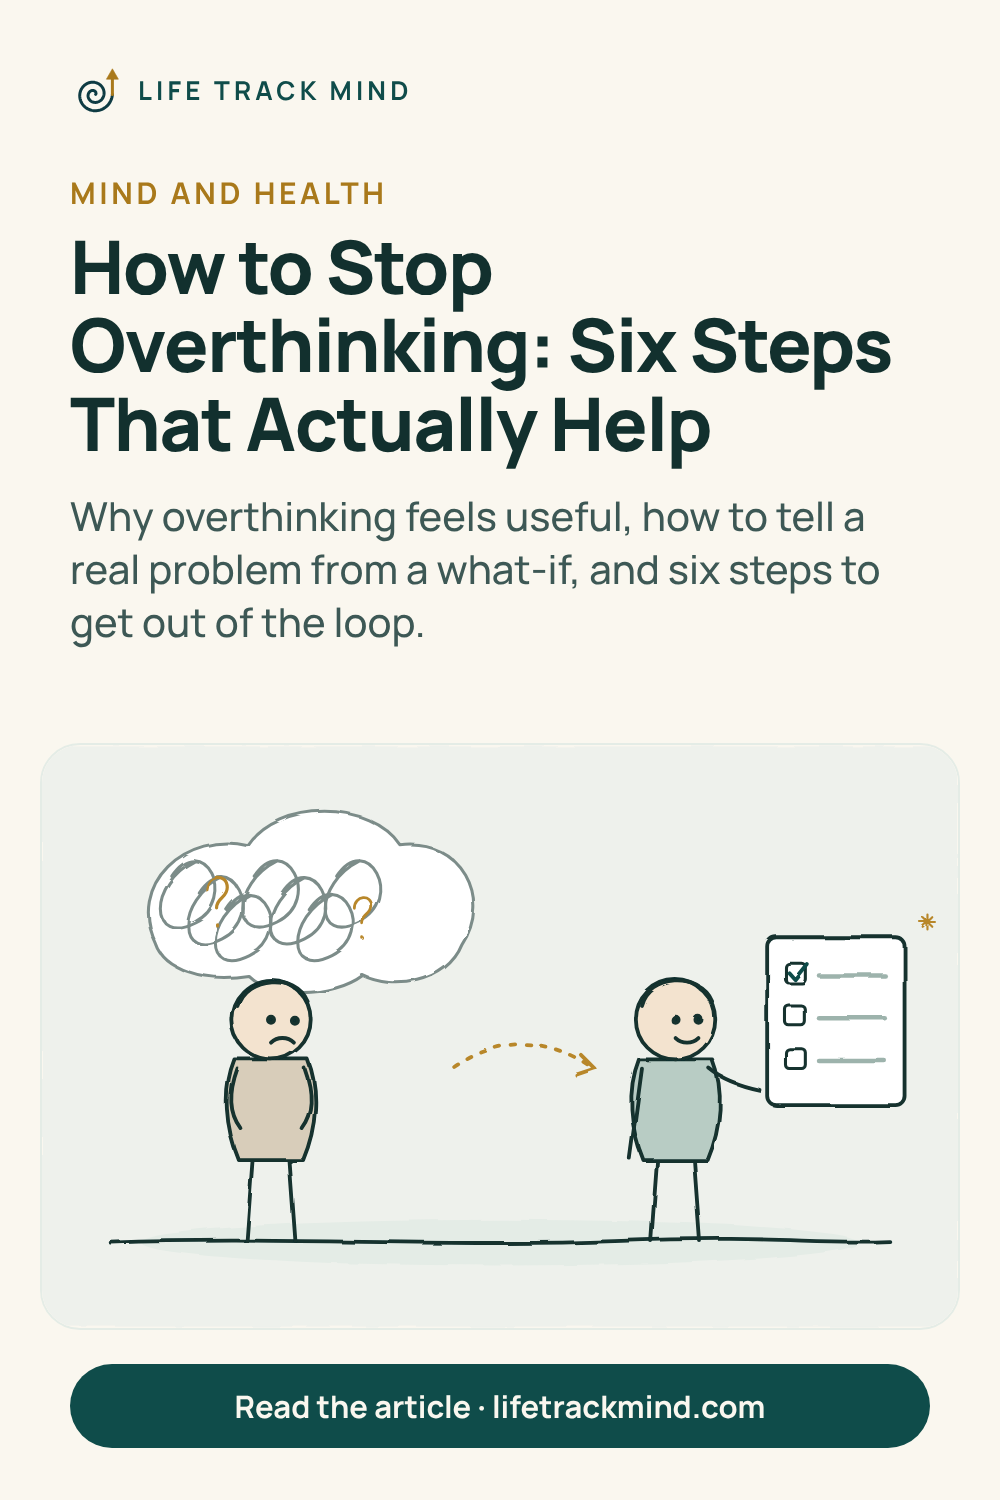 LIFE TRACK MIND
MIND AND HEALTH
How to Stop
Overthinking: Six Steps
That Actually Help
Why overthinking feels useful, how to tell a
real problem from a what-if, and six steps to
get out of the loop.
? ?
Read the article · lifetrackmind.com